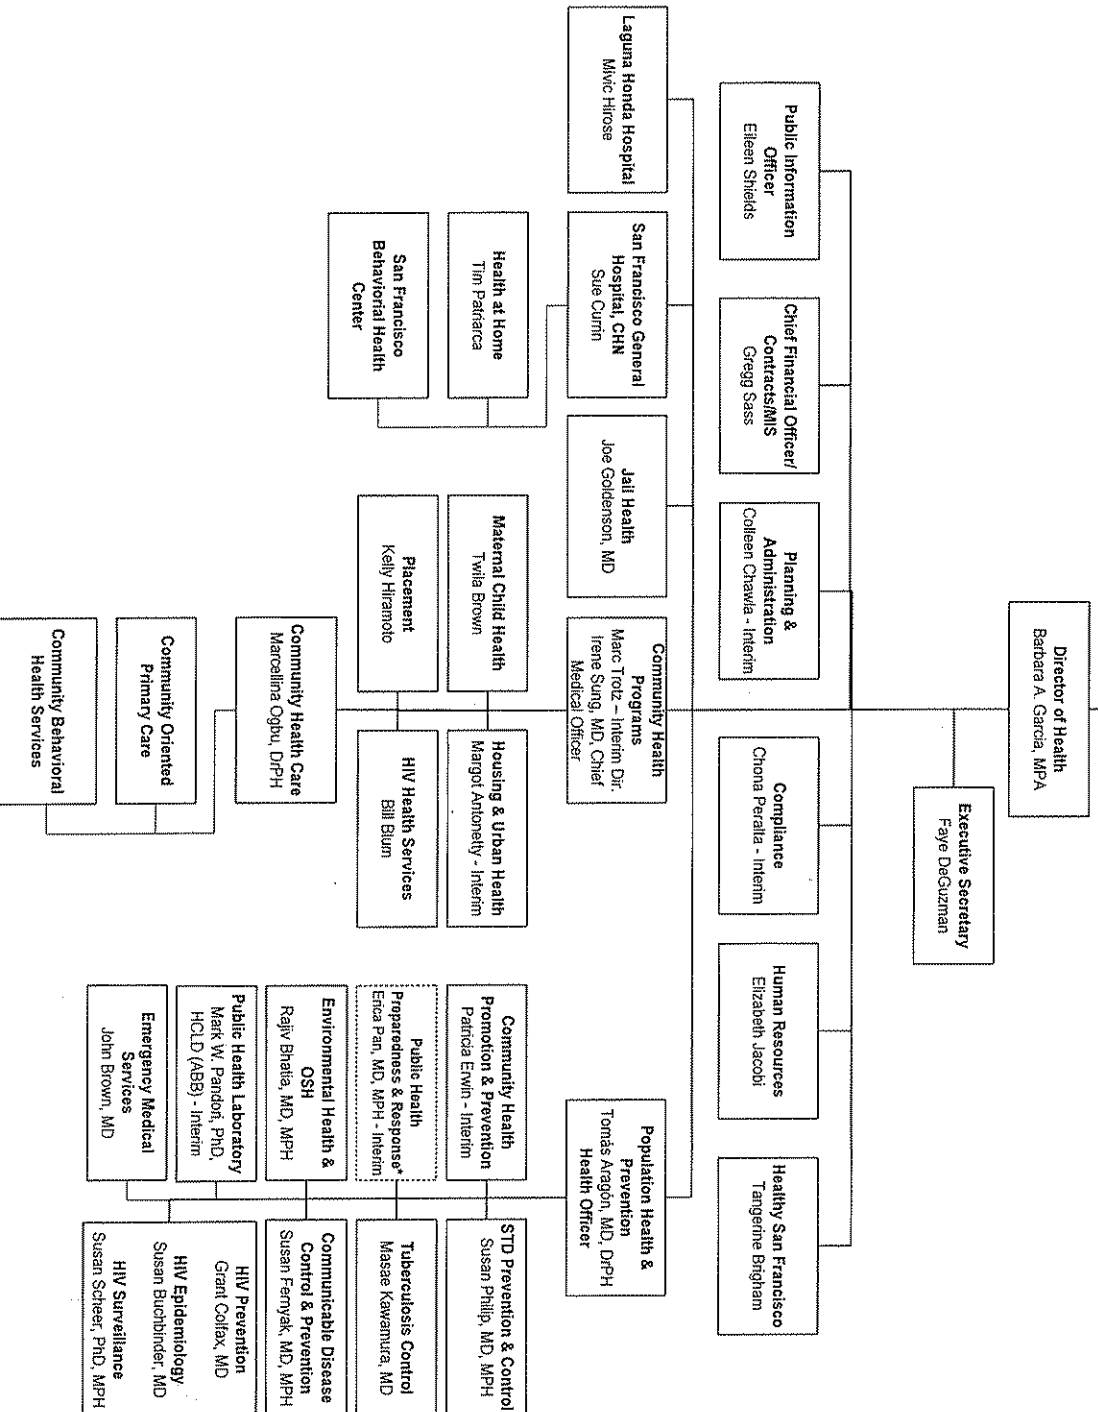 Director of Health
Barbara A. Garcia, MPA
Executive Secretary
Faye DeGuzman
Public Information
Officer
Eileen Shields
Chief Financial Officer/
Contracts/MIS
Gregg Sass
Planning &
Administration
Colleen Chawla - Interim
Compliance
Chona Peralta - Interim
Human Resources
Elizabeth Jacobi
Healthy San Francisco
Tangerine Brigham
Laguna Honda Hospital
Mivic Hirose
San Francisco General
Hospital, CHN
Sue Currin
Jail Health
Joe Goldenson, MD
Community Health
Programs
Marc Trotz – Interim Dir.
Irene Sung, MD, Chief
Medical Officer
Population Health &
Prevention
Tomás Aragón, MD, DrPH
Health Officer
Health at Home
Tim Patriarca
San Francisco
Behaviorial Health
Center
Maternal Child Health
Twila Brown
Housing & Urban Health
Margot Antonetty - Interim
Placement
Kelly Hiramoto
HIV Health Services
Bill Blum
Community Health Care
Marcellina Ogbu, DrPH
Community Oriented
Primary Care
Community Behavioral
Health Services
Community Health
Promotion & Prevention
Patricia Erwin - Interim
STD Prevention & Control
Susan Philip, MD, MPH
Public Health
Preparedness & Response*
Erica Pan, MD, MPH - Interim
Tuberculosis Control
Masae Kawamura, MD
Environmental Health &
OSH
Rajiv Bhatia, MD, MPH
Communicable Disease
Control & Prevention
Susan Fernyak, MD, MPH
Public Health Laboratory
Mark W. Pandori, PhD,
HCLD (ABB) - Interim
HIV Prevention
Grant Colfax, MD
HIV Epidemiology
Susan Buchbinder, MD
HIV Surveillance
Susan Scheer, PhD, MPH
Emergency Medical
Services
John Brown, MD